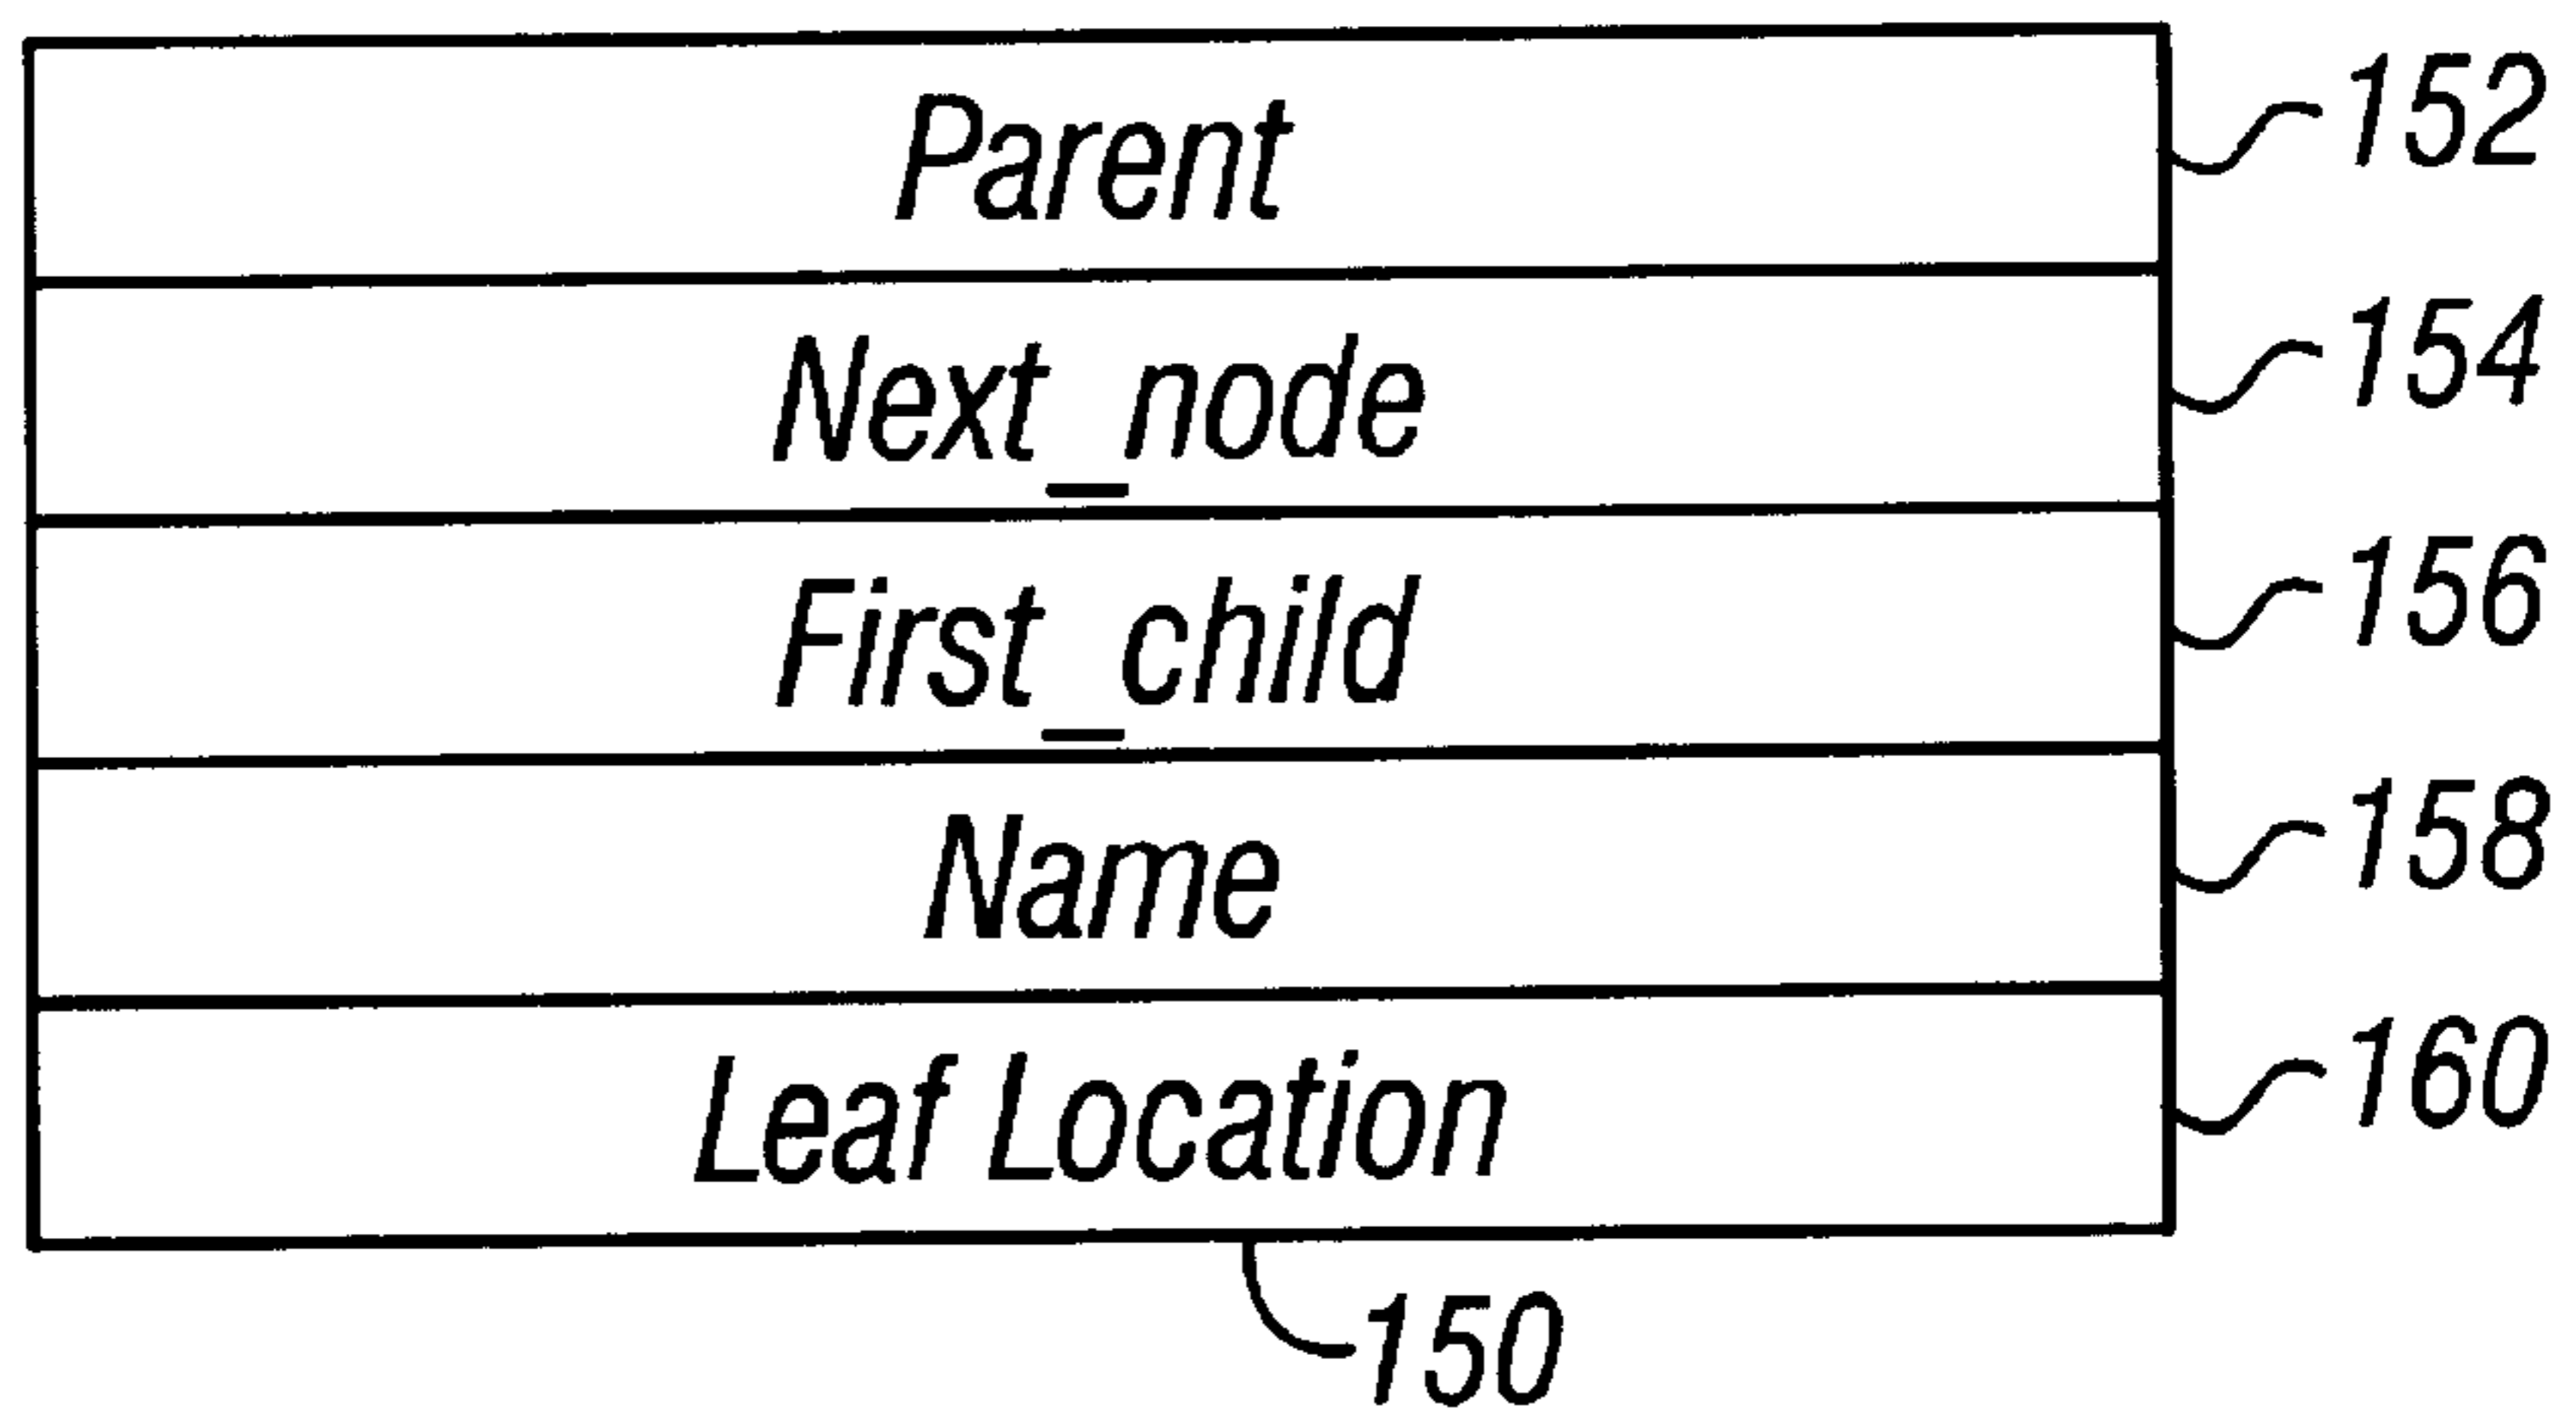 Parent 152
Next_node 154
First_child 156
Name 158
Leaf Location 160
150